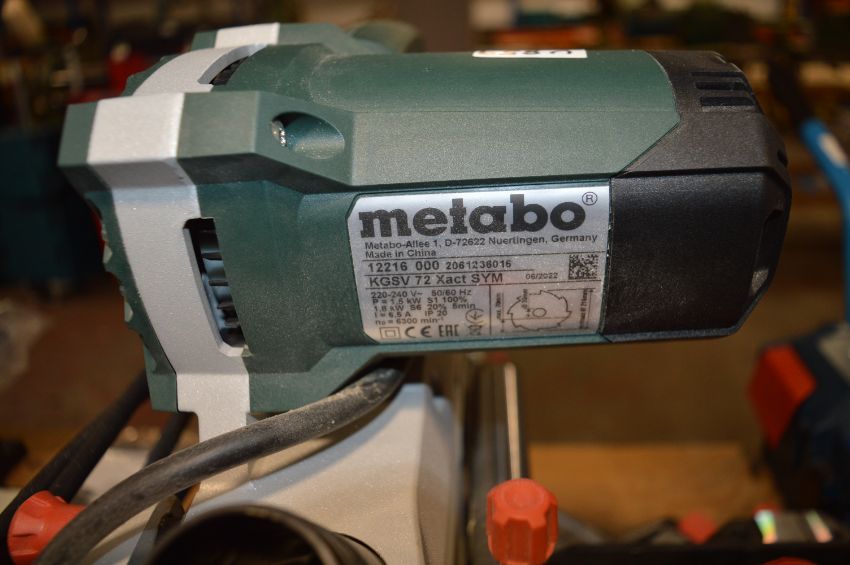 metabo®
Metabo-Allee 1, D-72622 Nuertingen, Germany
Made in China
12216 000 2061236016
KGSV 72 Xact SYM 06/2022
220-240 V~ 50/60 Hz
P = 1,5 kW S1 100%
1,8 kW S6 20% 5min
I = 6,5 A IP 20
n₀ = 6300 min⁻¹
CE EAC